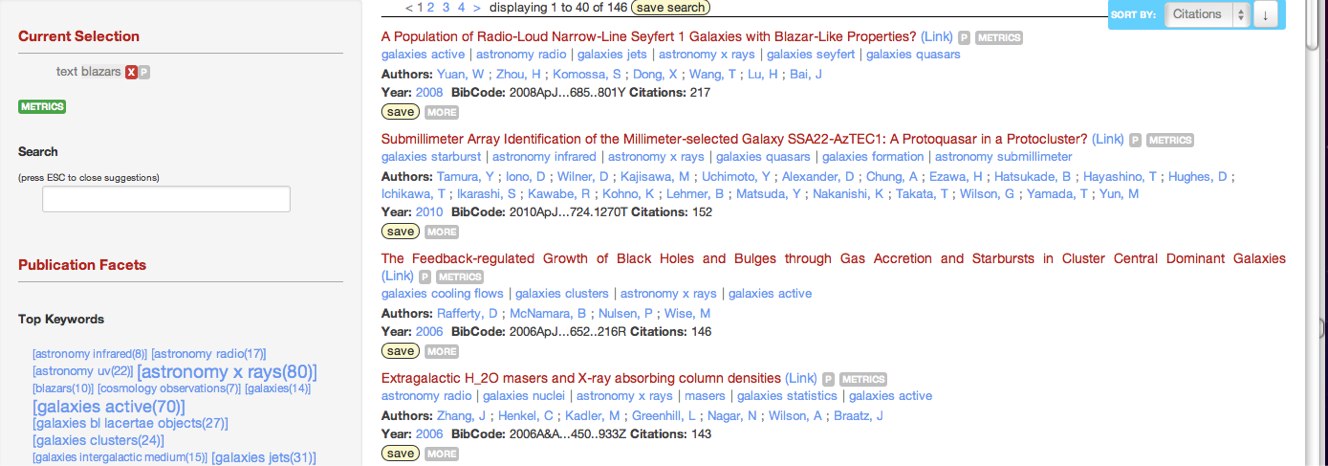 Current Selection
text blazars X P
METRICS
Search
(press ESC to close suggestions)
Publication Facets
Top Keywords
[astronomy infrared(8)] [astronomy radio(17)]
[astronomy uv(22)] [astronomy x rays(80)]
[blazars(10)] [cosmology observations(7)] [galaxies(14)]
[galaxies active(70)]
[galaxies bl lacertae objects(27)]
[galaxies clusters(24)]
[galaxies intergalactic medium(15)] [galaxies jets(31)]
< 1 2 3 4 > displaying 1 to 40 of 146 save search
SORT BY: Citations ↓
A Population of Radio-Loud Narrow-Line Seyfert 1 Galaxies with Blazar-Like Properties? (Link) P METRICS
galaxies active | astronomy radio | galaxies jets | astronomy x rays | galaxies seyfert | galaxies quasars
Authors: Yuan, W ; Zhou, H ; Komossa, S ; Dong, X ; Wang, T ; Lu, H ; Bai, J
Year: 2008 BibCode: 2008ApJ...685..801Y Citations: 217
save MORE
Submillimeter Array Identification of the Millimeter-selected Galaxy SSA22-AzTEC1: A Protoquasar in a Protocluster? (Link) P METRICS
galaxies starburst | astronomy infrared | astronomy x rays | galaxies quasars | galaxies formation | astronomy submillimeter
Authors: Tamura, Y ; Iono, D ; Wilner, D ; Kajisawa, M ; Uchimoto, Y ; Alexander, D ; Chung, A ; Ezawa, H ; Hatsukade, B ; Hayashino, T ; Hughes, D ;
Ichikawa, T ; Ikarashi, S ; Kawabe, R ; Kohno, K ; Lehmer, B ; Matsuda, Y ; Nakanishi, K ; Takata, T ; Wilson, G ; Yamada, T ; Yun, M
Year: 2010 BibCode: 2010ApJ...724.1270T Citations: 152
save MORE
The Feedback-regulated Growth of Black Holes and Bulges through Gas Accretion and Starbursts in Cluster Central Dominant Galaxies
(Link) P METRICS
galaxies cooling flows | galaxies clusters | astronomy x rays | galaxies active
Authors: Rafferty, D ; McNamara, B ; Nulsen, P ; Wise, M
Year: 2006 BibCode: 2006ApJ...652..216R Citations: 146
save MORE
Extragalactic H_2O masers and X-ray absorbing column densities (Link) P METRICS
astronomy radio | galaxies nuclei | astronomy x rays | masers | galaxies statistics | galaxies active
Authors: Zhang, J ; Henkel, C ; Kadler, M ; Greenhill, L ; Nagar, N ; Wilson, A ; Braatz, J
Year: 2006 BibCode: 2006A&A...450..933Z Citations: 143
save MORE